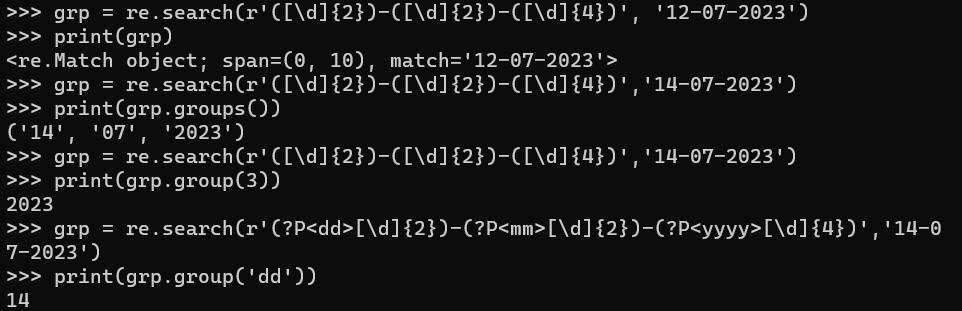 >>> grp = re.search(r'([\d]{2})-([\d]{2})-([\d]{4})', '12-07-2023')
>>> print(grp)
<re.Match object; span=(0, 10), match='12-07-2023'>
>>> grp = re.search(r'([\d]{2})-([\d]{2})-([\d]{4})','14-07-2023')
>>> print(grp.groups())
('14', '07', '2023')
>>> grp = re.search(r'([\d]{2})-([\d]{2})-([\d]{4})','14-07-2023')
>>> print(grp.group(3))
2023
>>> grp = re.search(r'(?P<dd>[\d]{2})-(?P<mm>[\d]{2})-(?P<yyyy>[\d]{4})','14-0
7-2023')
>>> print(grp.group('dd'))
14